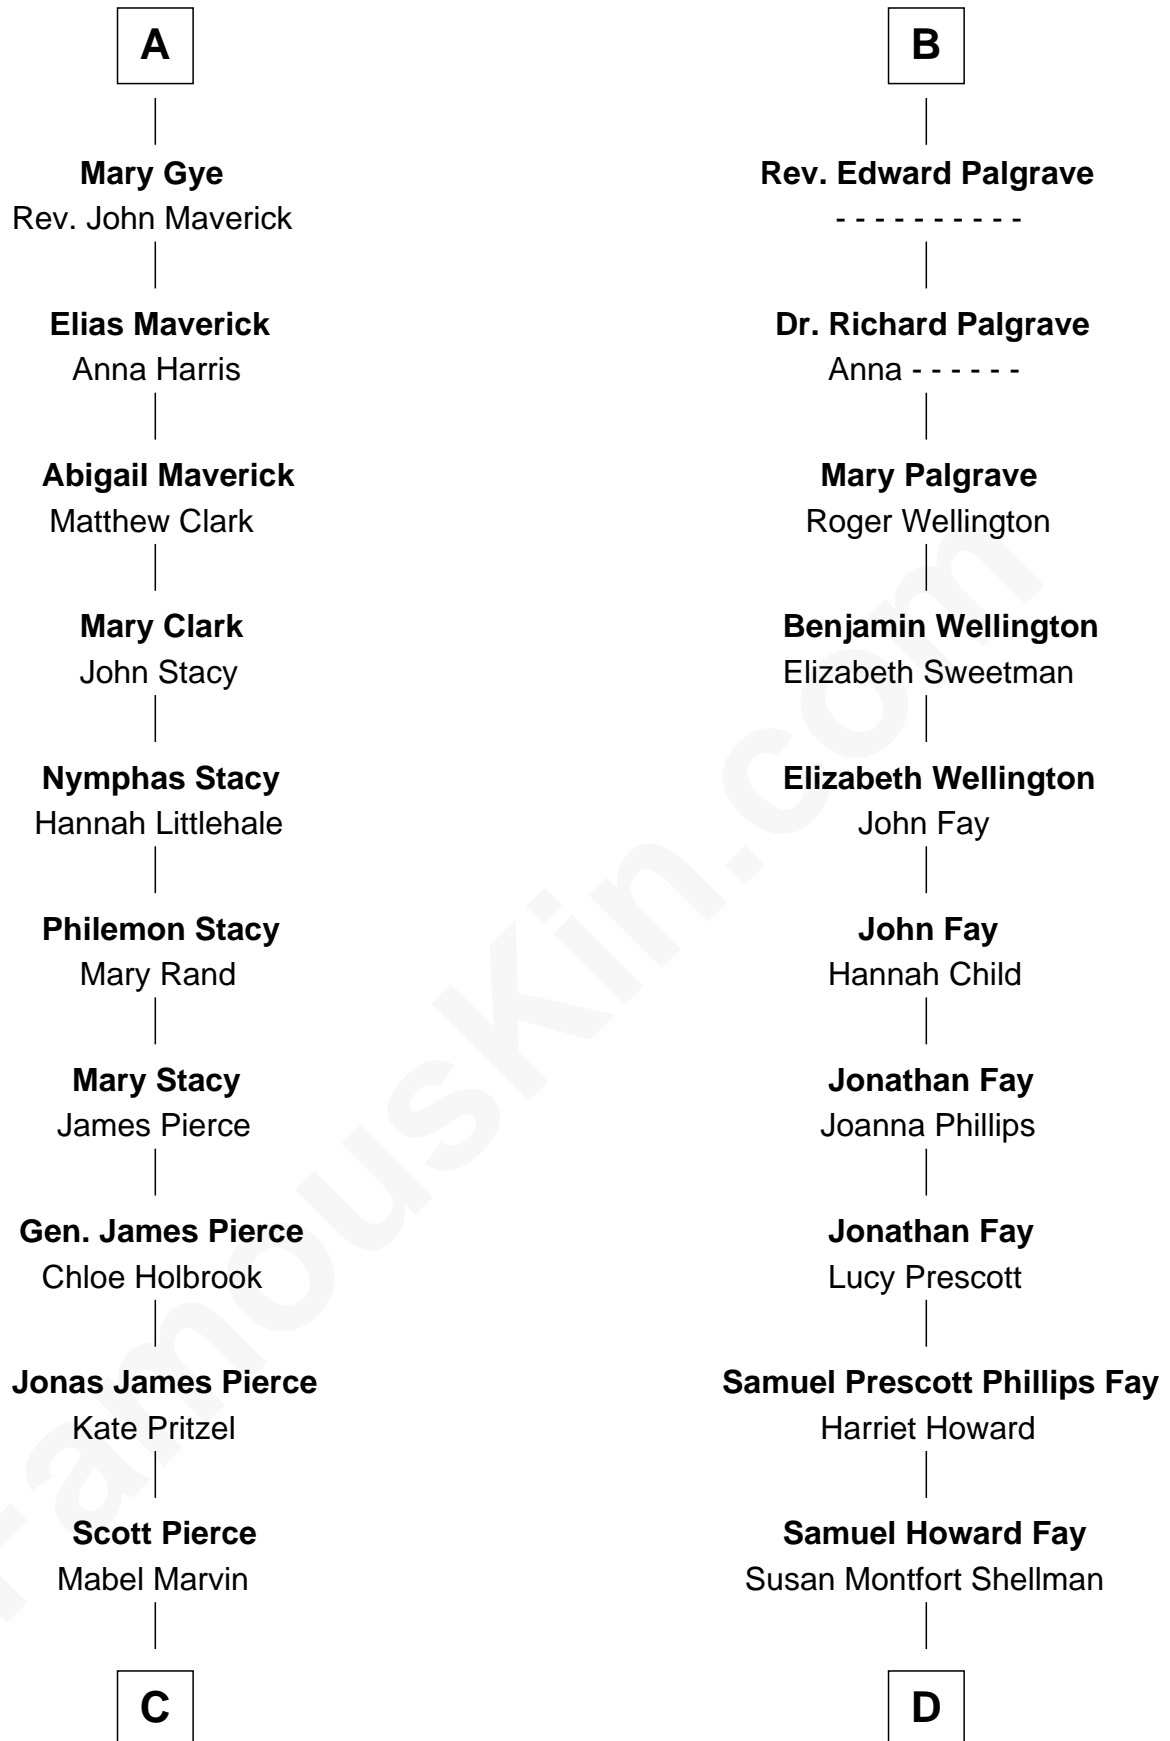 A
Mary Gye
Rev. John Maverick
Elias Maverick
Anna Harris
Abigail Maverick
Matthew Clark
Mary Clark
John Stacy
Nymphas Stacy
Hannah Littlehale
Philemon Stacy
Mary Rand
Mary Stacy
James Pierce
Gen. James Pierce
Chloe Holbrook
Jonas James Pierce
Kate Pritzel
Scott Pierce
Mabel Marvin
C
B
Rev. Edward Palgrave
- - - - - - - - - -
Dr. Richard Palgrave
Anna - - - - - -
Mary Palgrave
Roger Wellington
Benjamin Wellington
Elizabeth Sweetman
Elizabeth Wellington
John Fay
John Fay
Hannah Child
Jonathan Fay
Joanna Phillips
Jonathan Fay
Lucy Prescott
Samuel Prescott Phillips Fay
Harriet Howard
Samuel Howard Fay
Susan Montfort Shellman
D
FamousKin.com